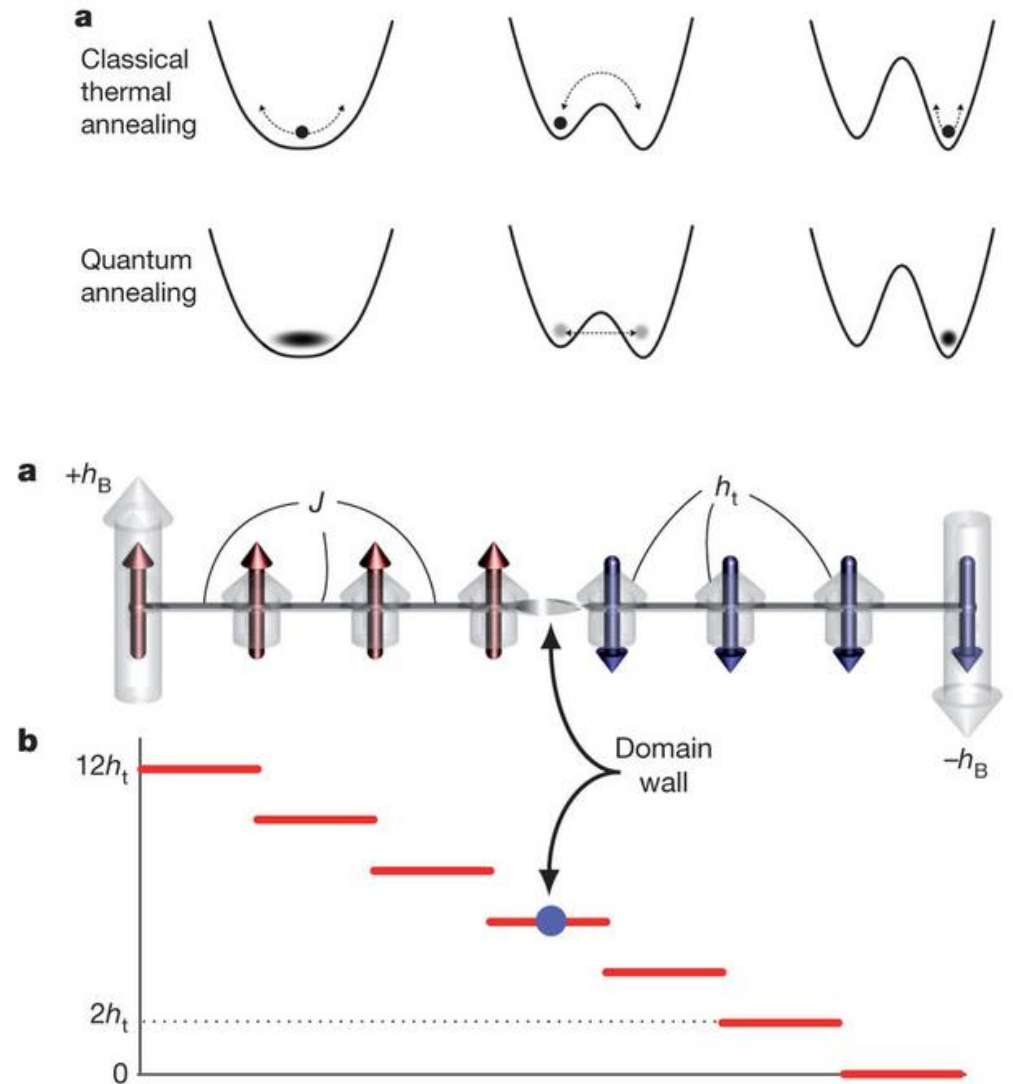 a
Classical
thermal
annealing
Quantum
annealing
a
+hB
J
ht
Domain
wall
–hB
b
12ht
2ht
0